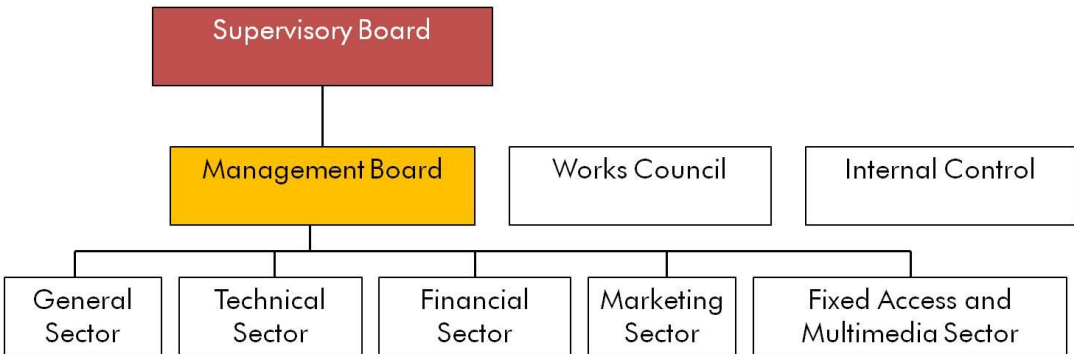 Supervisory Board
Management Board
Works Council
Internal Control
General
Sector
Technical
Sector
Financial
Sector
Marketing
Sector
Fixed Access and
Multimedia Sector